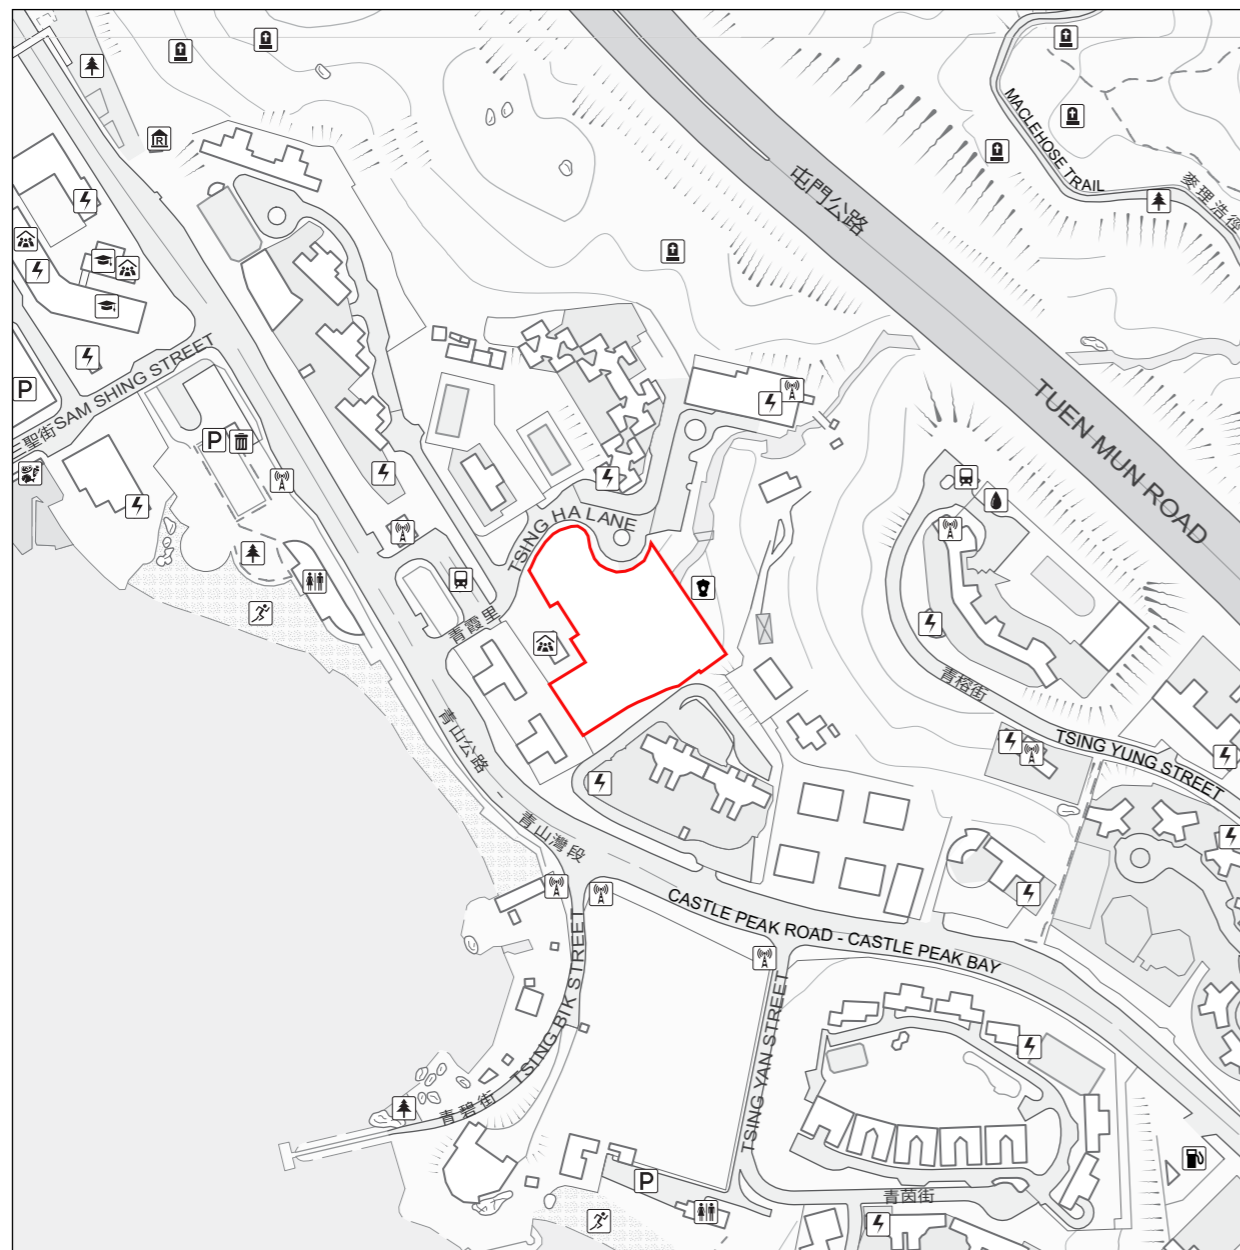 MACLEHOSE TRAIL
麥理浩徑
屯門公路
TUEN MUN ROAD
SAM SHING STREET
三聖街
P
P
TSING HA LANE
青霞里
青山公路
青榕街
TSING YUNG STREET
青山灣段
CASTLE PEAK ROAD - CASTLE PEAK BAY
TSING BIK STREET
青碧街
TSING YAN STREET
P
青茵街
R
A
A
A
A
A
A
A
A